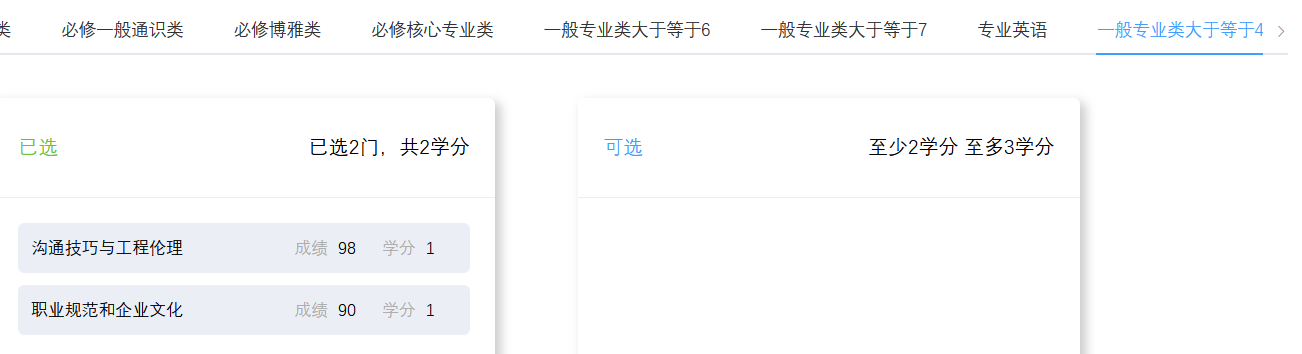 类 必修一般通识类 必修博雅类 必修核心专业类 一般专业类大于等于6 一般专业类大于等于7 专业英语 一般专业类大于等于4
已选 已选2门，共2学分 可选 至少2学分 至多3学分
沟通技巧与工程伦理 成绩 98 学分 1
职业规范和企业文化 成绩 90 学分 1